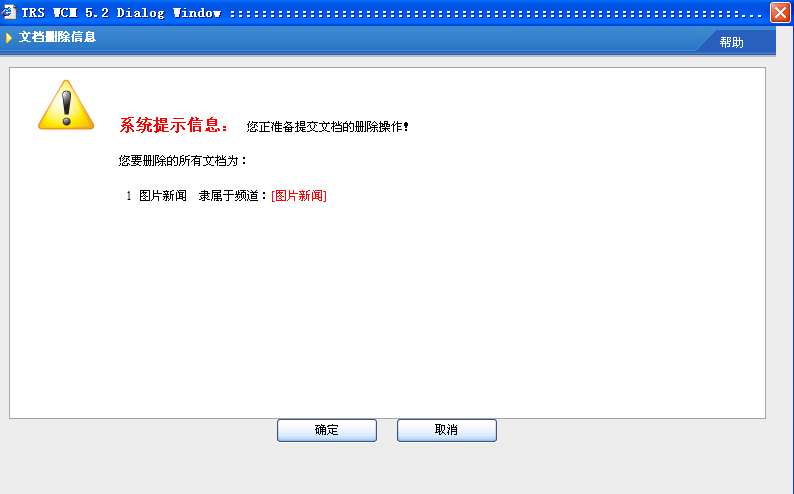 TRS WCM 5.2 Dialog Window ::::::::::::::::::::::::::::::::::::::::::::::::::::::::::::::::::...
文档删除信息
帮助
系统提示信息： 您正准备提交文档的删除操作!
您要删除的所有文档为：
1 图片新闻 隶属于频道：[图片新闻]
确定 取消